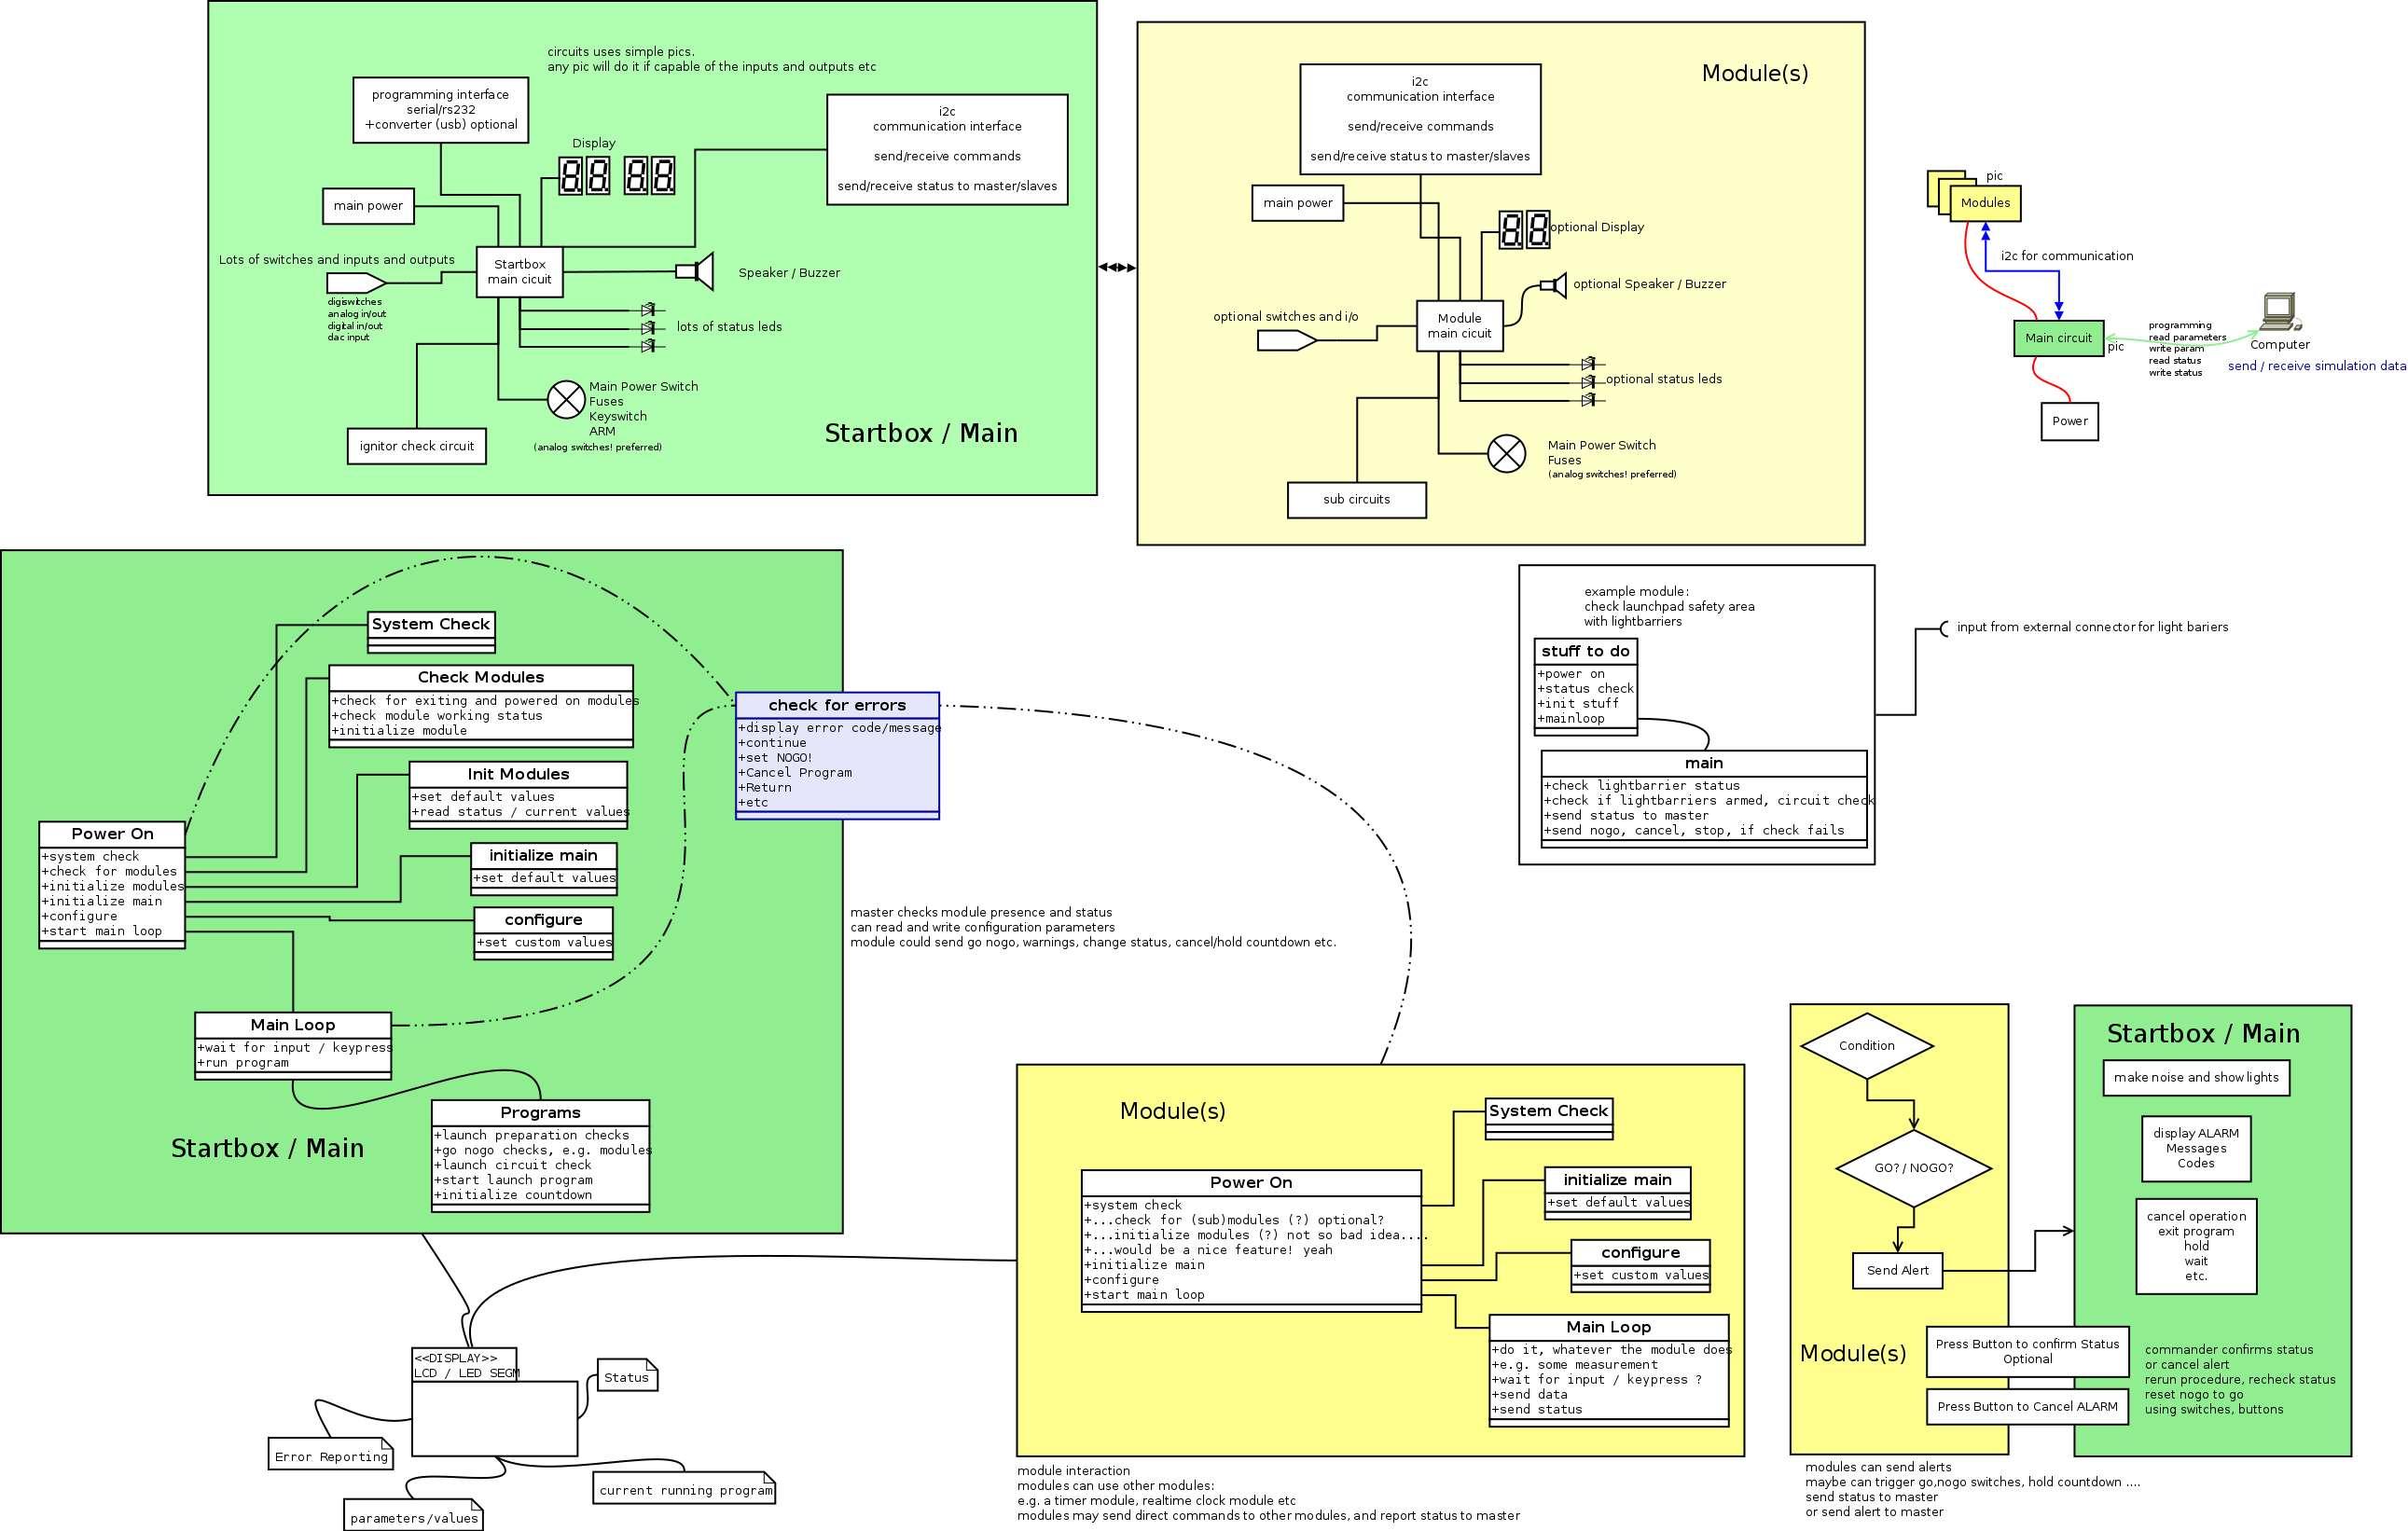 circuits uses simple pics.
any pic will do it if capable of the inputs and outputs etc
programming interface
serial/rs232
+converter (usb) optional
Display
i2c
communication interface
send/receive commands
send/receive status to master/slaves
main power
Lots of switches and inputs and outputs
digiswitches
analog in/out
digital in/out
dac input
Startbox
main cicuit
Speaker / Buzzer
lots of status leds
Main Power Switch
Fuses
Keyswitch
ARM
(analog switches! preferred)
ignitor check circuit
Startbox / Main
Module(s)
i2c
communication interface
send/receive commands
send/receive status to master/slaves
main power
optional Display
optional Speaker / Buzzer
optional switches and i/o
Module
main cicuit
optional status leds
Main Power Switch
Fuses
(analog switches! preferred)
sub circuits
pic
Modules
i2c for communication
Main circuit
pic
programming
read parameters
write param
read status
write status
Computer
send / receive simulation data
Power
System Check
Check Modules
+check for exiting and powered on modules
+check module working status
+initialize module
Init Modules
+set default values
+read status / current values
initialize main
+set default values
configure
+set custom values
Power On
+system check
+check for modules
+initialize modules
+initialize main
+configure
+start main loop
Main Loop
+wait for input / keypress
+run program
Programs
+launch preparation checks
+go nogo checks, e.g. modules
+launch circuit check
+start launch program
+initialize countdown
Startbox / Main
check for errors
+display error code/message
+continue
+set NOGO!
+Cancel Program
+Return
+etc
master checks module presence and status
can read and write configuration parameters
module could send go nogo, warnings, change status, cancel/hold countdown etc.
example module:
check launchpad safety area
with lightbarriers
stuff to do
+power on
+status check
+init stuff
+mainloop
main
+check lightbarrier status
+check if lightbarriers armed, circuit check
+send status to master
+send nogo, cancel, stop, if check fails
input from external connector for light bariers
Module(s)
System Check
Power On
+system check
+...check for (sub)modules (?) optional?
+...initialize modules (?) not so bad idea....
+...would be a nice feature! yeah
+initialize main
+configure
+start main loop
initialize main
+set default values
configure
+set custom values
Main Loop
+do it, whatever the module does
+e.g. some measurement
+wait for input / keypress ?
+send data
+send status
module interaction
modules can use other modules:
e.g. a timer module, realtime clock module etc
modules may send direct commands to other modules, and report status to master
<<DISPLAY>>
LCD / LED SEGM
Status
Error Reporting
current running program
parameters/values
Condition
GO? / NOGO?
Send Alert
Module(s)
Startbox / Main
make noise and show lights
display ALARM
Messages
Codes
cancel operation
exit program
hold
wait
etc.
Press Button to confirm Status
Optional
Press Button to Cancel ALARM
commander confirms status
or cancel alert
rerun procedure, recheck status
reset nogo to go
using switches, buttons
modules can send alerts
maybe can trigger go,nogo switches, hold countdown ....
send status to master
or send alert to master